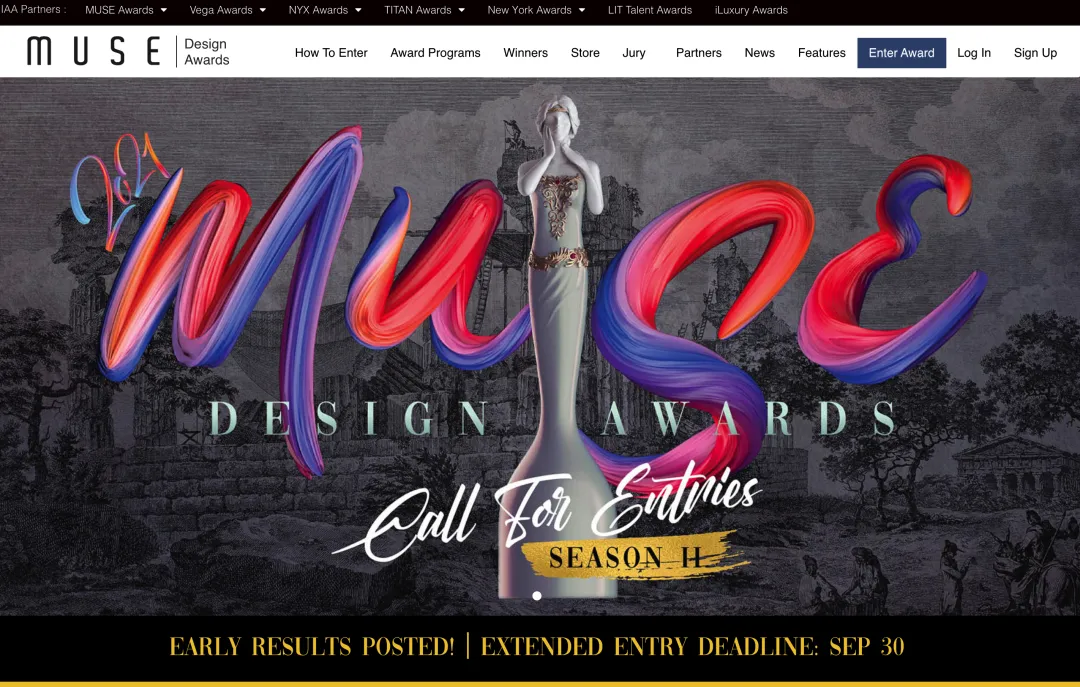 IAA Partners : MUSE Awards Vega Awards NYX Awards TITAN Awards New York Awards LIT Talent Awards iLuxury Awards
MUSE Design Awards
How To Enter Award Programs Winners Store Jury Partners News Features Enter Award Log In Sign Up
2021
Muse
DESIGN AWARDS
Call For Entries
SEASON II
EARLY RESULTS POSTED! | EXTENDED ENTRY DEADLINE: SEP 30